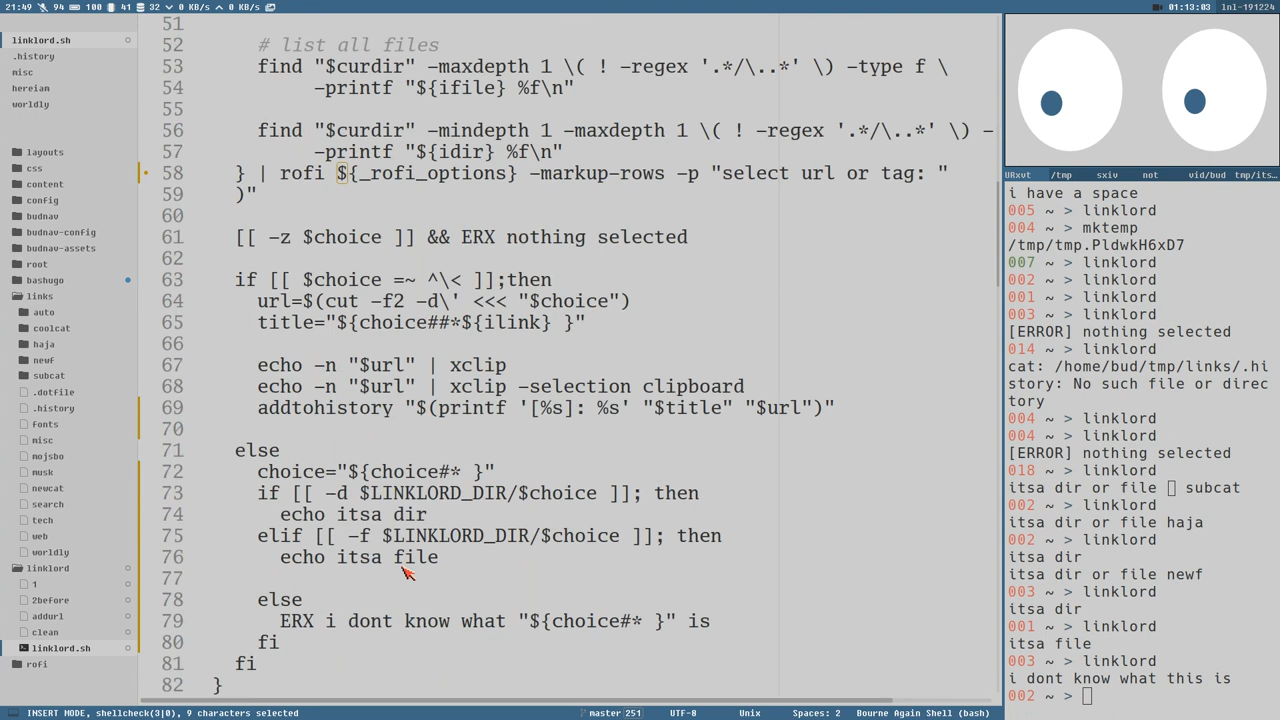 21:49 94 100 41 32 0 KB/s 0 KB/s
01:13:03 lnl-191224
linklord.sh
.history
misc
hereiam
worldly
layouts
css
content
config
budnav
budnav-config
budnav-assets
root
bashugo
links
auto
coolcat
haja
newf
subcat
.dotfile
.history
fonts
misc
mojsbo
musk
newcat
search
tech
web
worldly
linklord
1
2before
addurl
clean
linklord.sh
rofi
51
52 # list all files
53 find "$curdir" -maxdepth 1 \( ! -regex '.*/\..*' \) -type f \
54 -printf "${ifile} %f\n"
55
56 find "$curdir" -mindepth 1 -maxdepth 1 \( ! -regex '.*/\..*' \) -
57 -printf "${idir} %f\n"
58 } | rofi ${_rofi_options} -markup-rows -p "select url or tag: "
59 )"
60
61 [[ -z $choice ]] && ERX nothing selected
62
63 if [[ $choice =~ ^\< ]];then
64 url=$(cut -f2 -d\' <<< "$choice")
65 title="${choice##*${ilink} }"
66
67 echo -n "$url" | xclip
68 echo -n "$url" | xclip -selection clipboard
69 addtohistory "$(printf '[%s]: %s' "$title" "$url")"
70
71 else
72 choice="${choice#* }"
73 if [[ -d $LINKLORD_DIR/$choice ]]; then
74 echo itsa dir
75 elif [[ -f $LINKLORD_DIR/$choice ]]; then
76 echo itsa file
77
78 else
79 ERX i dont know what "${choice#* }" is
80 fi
81 fi
82 }
INSERT MODE, shellcheck(3|0), 9 characters selected
master 251 UTF-8 Unix Spaces: 2 Bourne Again Shell (bash)
URxvt /tmp sxiv not vid/bud tmp/its...
i have a space
005 ~ > linklord
004 ~ > mktemp
/tmp/tmp.PldwkH6xD7
007 ~ > linklord
002 ~ > linklord
001 ~ > linklord
003 ~ > linklord
[ERROR] nothing selected
014 ~ > linklord
cat: /home/bud/tmp/links/.hi
story: No such file or direc
tory
004 ~ > linklord
004 ~ > linklord
[ERROR] nothing selected
018 ~ > linklord
itsa dir or file subcat
002 ~ > linklord
itsa dir or file haja
002 ~ > linklord
itsa dir
itsa dir or file newf
003 ~ > linklord
itsa dir
001 ~ > linklord
itsa file
003 ~ > linklord
i dont know what this is
002 ~ >